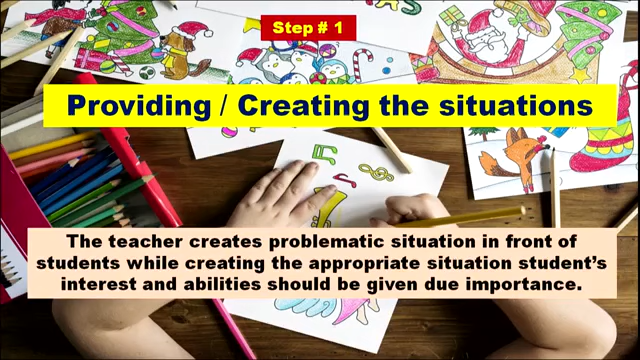 Step # 1
Providing / Creating the situations
The teacher creates problematic situation in front of
students while creating the appropriate situation student's
interest and abilities should be given due importance.